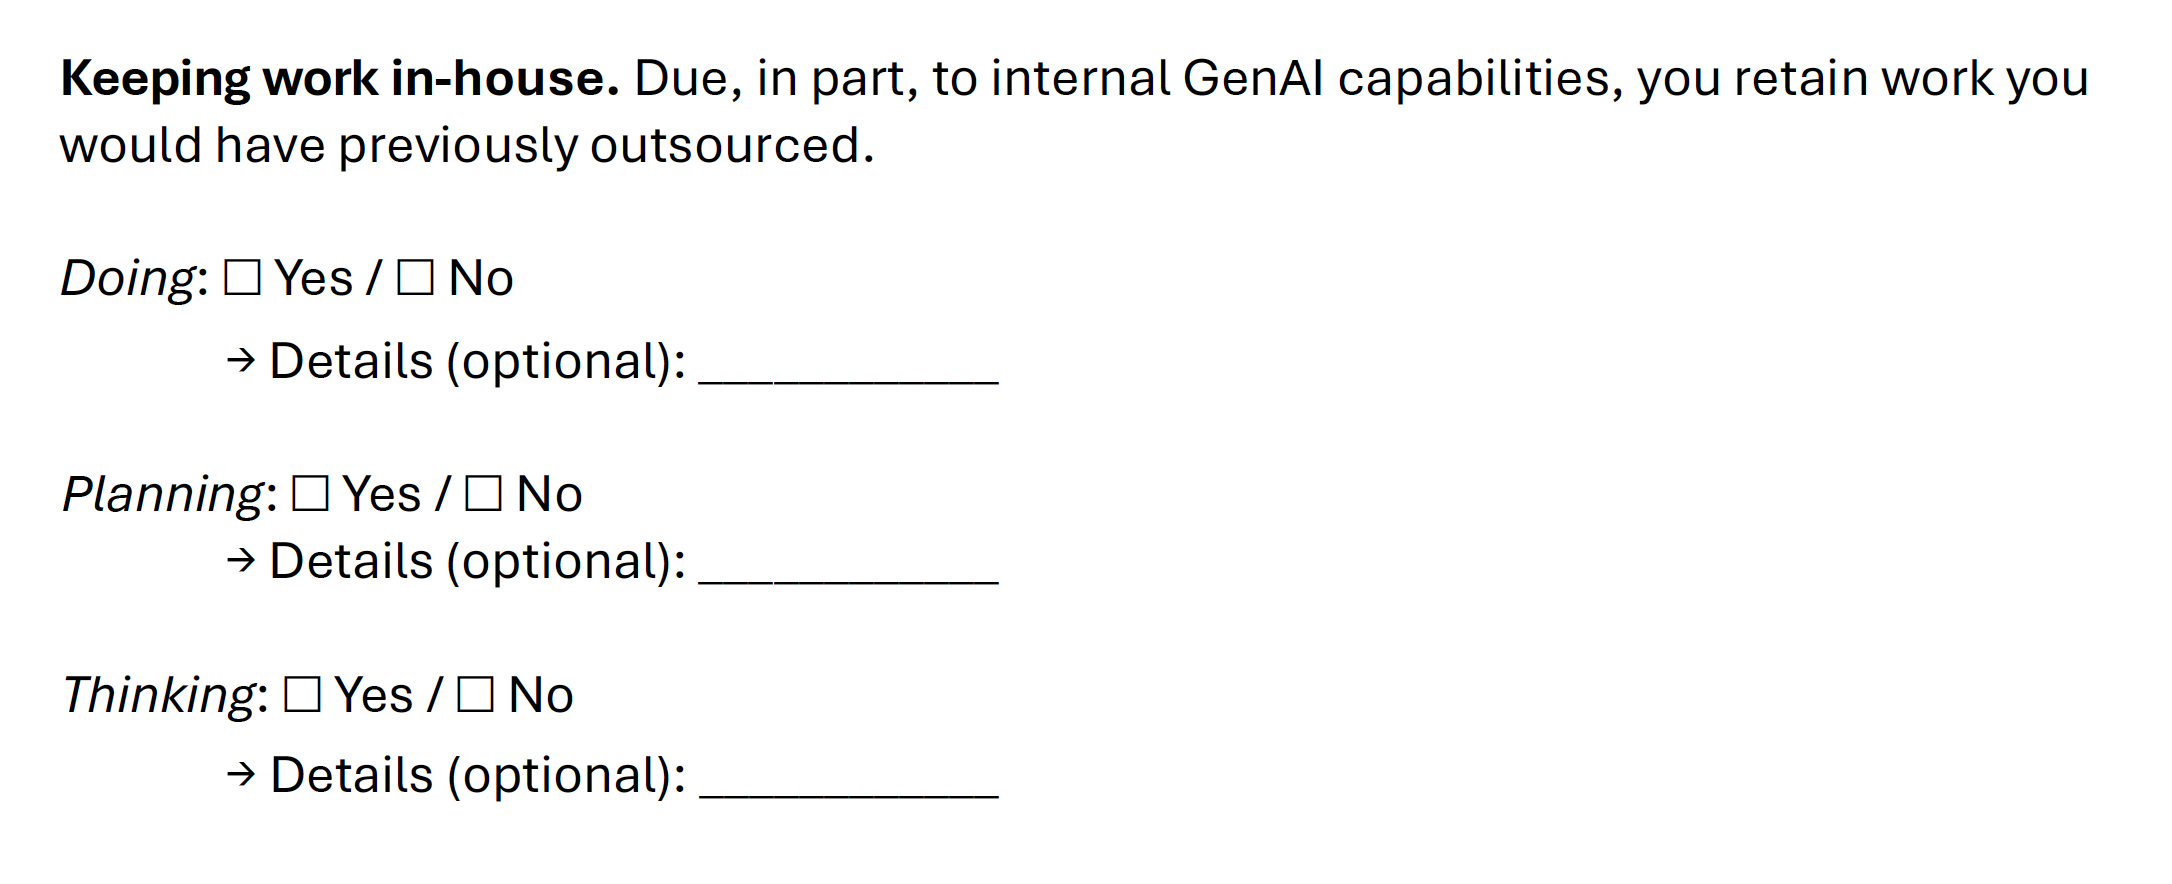 Keeping work in-house. Due, in part, to internal GenAI capabilities, you retain work you
would have previously outsourced.
Doing: ☐ Yes / ☐ No
→ Details (optional): ____________
Planning: ☐ Yes / ☐ No
→ Details (optional): ____________
Thinking: ☐ Yes / ☐ No
→ Details (optional): ____________